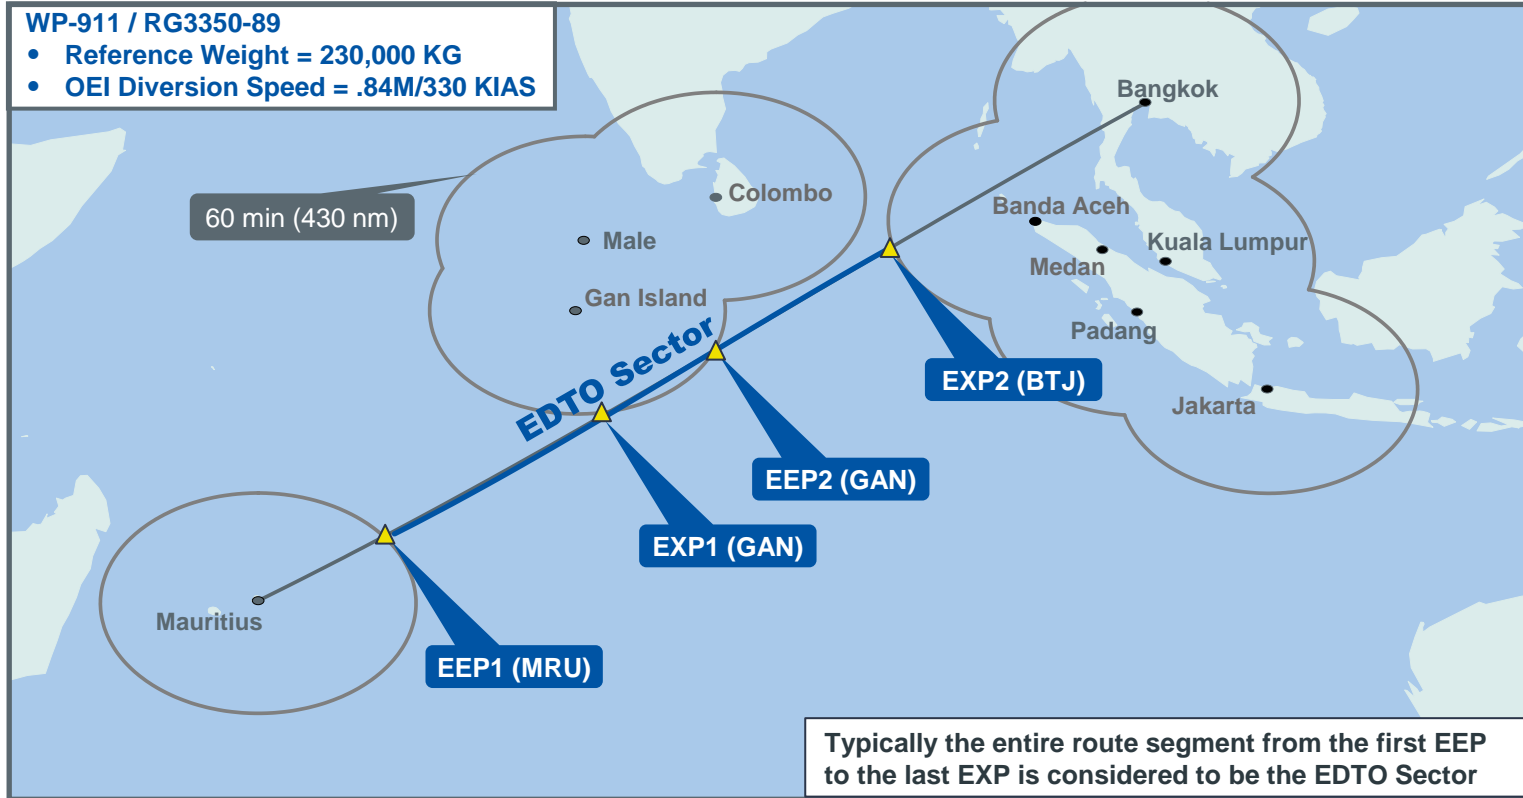 WP-911 / RG3350-89
• Reference Weight = 230,000 KG
• OEI Diversion Speed = .84M/330 KIAS
Bangkok
60 min (430 nm)
Colombo
Banda Aceh
Male
Kuala Lumpur
Medan
Gan Island
Padang
EDTO Sector
EXP2 (BTJ)
Jakarta
EEP2 (GAN)
EXP1 (GAN)
Mauritius
EEP1 (MRU)
Typically the entire route segment from the first EEP
to the last EXP is considered to be the EDTO Sector